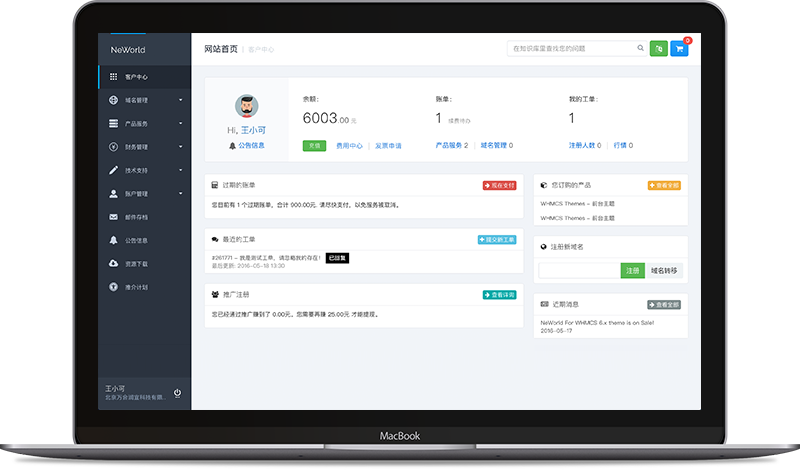 NeWorld
网站首页 | 客户中心
在知识库里查找您的问题
0
客户中心
域名管理
产品服务
财务管理
技术支持
账户管理
邮件存档
公告信息
资源下载
推介计划
王小可
Hi, 王小可
公告信息
余额:
6003.00 元
充值 费用中心 | 发票申请
账单:
1 续费待办
产品服务 2 | 域名管理 0
我的工单:
1
注册人数 0 | 行情 0
过期的账单
现在支付
您目前有 1 个过期账单。合计 900.00元. 请尽快支付。以免服务被取消。
最近的工单
提交新工单
#261771 - 我是测试工单、请忽略我的存在! 已回复
最后更新: 2016-05-18 13:30
推广注册
查看详询
您已经通过推广赚到了 0.00元。您需要再赚 25.00元 才能提现。
您订购的产品
查看全部
WHMCS Themes - 前台主题
WHMCS Themes - 前台主题
注册新域名
注册 域名转移
近期消息
查看全部
NeWorld For WHMCS 6.x theme is on Sale!
2016-05-17
MacBook